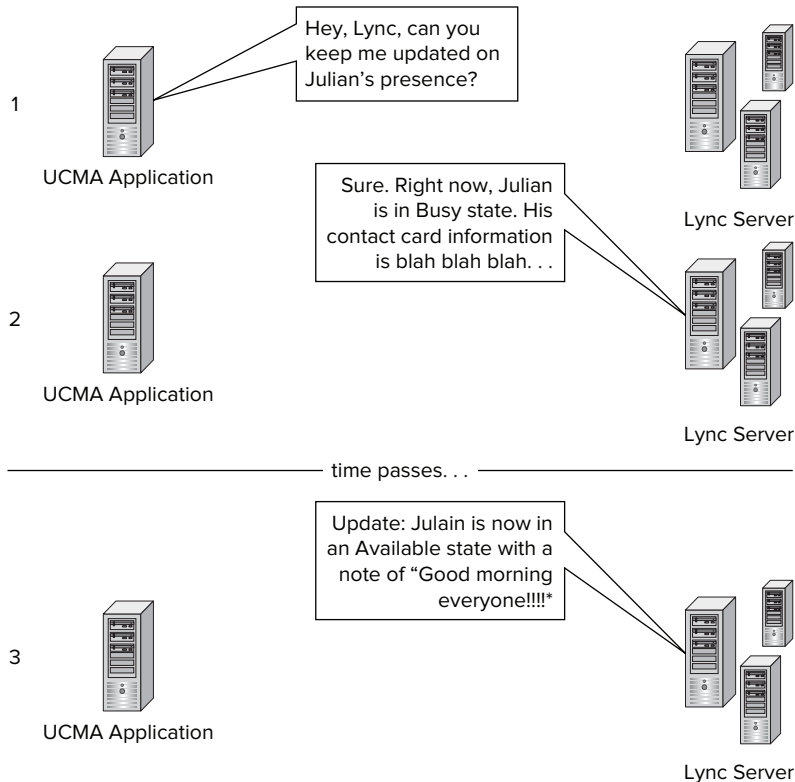 Hey, Lync, can you
keep me updated on
Julian's presence?
1
UCMA Application
Lync Server
Sure. Right now, Julian
is in Busy state. His
contact card information
is blah blah blah. . .
2
UCMA Application
Lync Server
time passes. . .
Update: Julain is now in
an Available state with a
note of “Good morning
everyone!!!!*
3
UCMA Application
Lync Server